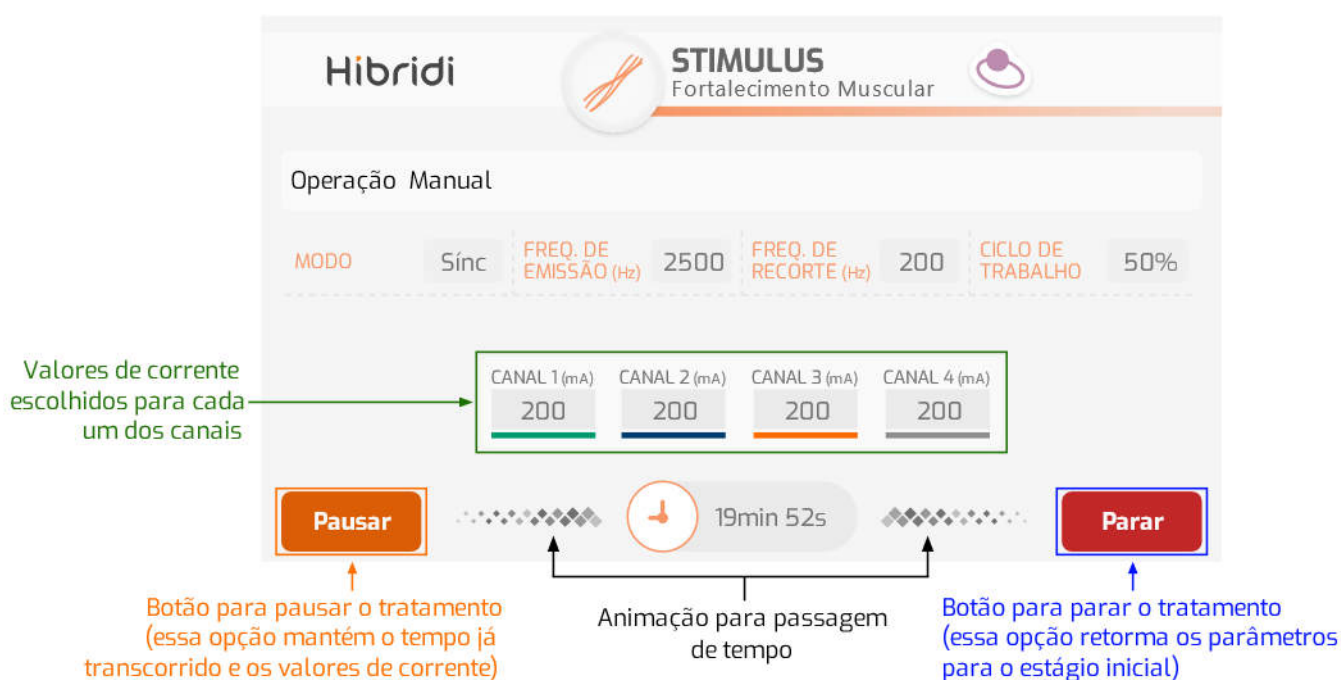 Hibridi
STIMULUS
Fortalecimento Muscular
Operação Manual
MODO
Sínc
FREQ. DE
EMISSÃO (Hz)
2500
FREQ. DE
RECORTE (Hz)
200
CICLO DE
TRABALHO
50%
Valores de corrente
escolhidos para cada
um dos canais
CANAL 1 (mA)
200
CANAL 2 (mA)
200
CANAL 3 (mA)
200
CANAL 4 (mA)
200
Pausar
19min 52s
Parar
Botão para pausar o tratamento
(essa opção mantém o tempo já
transcorrido e os valores de corrente)
Animação para passagem
de tempo
Botão para parar o tratamento
(essa opção retorma os parâmetros
para o estágio inicial)